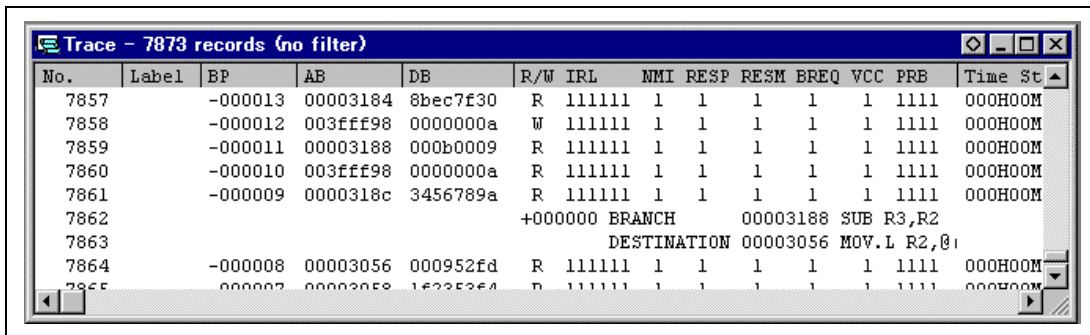 Trace - 7873 records (no filter)
No. Label BP AB DB R/W IRL NMI RESP RESM BREQ VCC PRB Time St
7857 -000013 00003184 8bec7f30 R 111111 1 1 1 1 1 1111 000H00M
7858 -000012 003fff98 0000000a W 111111 1 1 1 1 1 1111 000H00M
7859 -000011 00003188 000b0009 R 111111 1 1 1 1 1 1111 000H00M
7860 -000010 003fff98 0000000a R 111111 1 1 1 1 1 1111 000H00M
7861 -000009 0000318c 3456789a R 111111 1 1 1 1 1 1111 000H00M
7862 +000000 BRANCH 00003188 SUB R3,R2
7863 DESTINATION 00003056 MOV.L R2,@
7864 -000008 00003056 000952fd R 111111 1 1 1 1 1 1111 000H00M